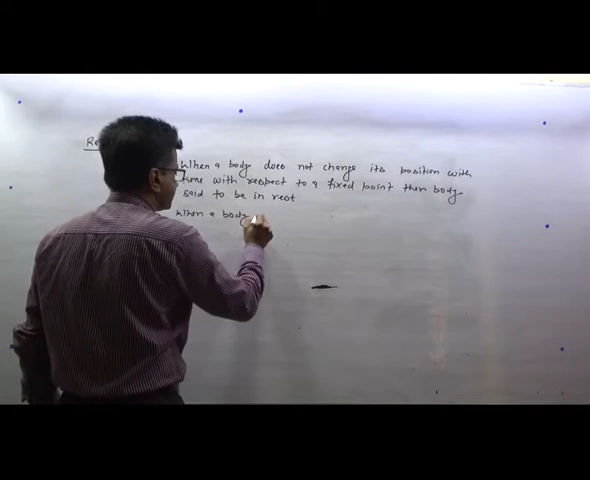 When a body does not change its position with
time with respect to a fixed point then body
said to be in rest
When a body